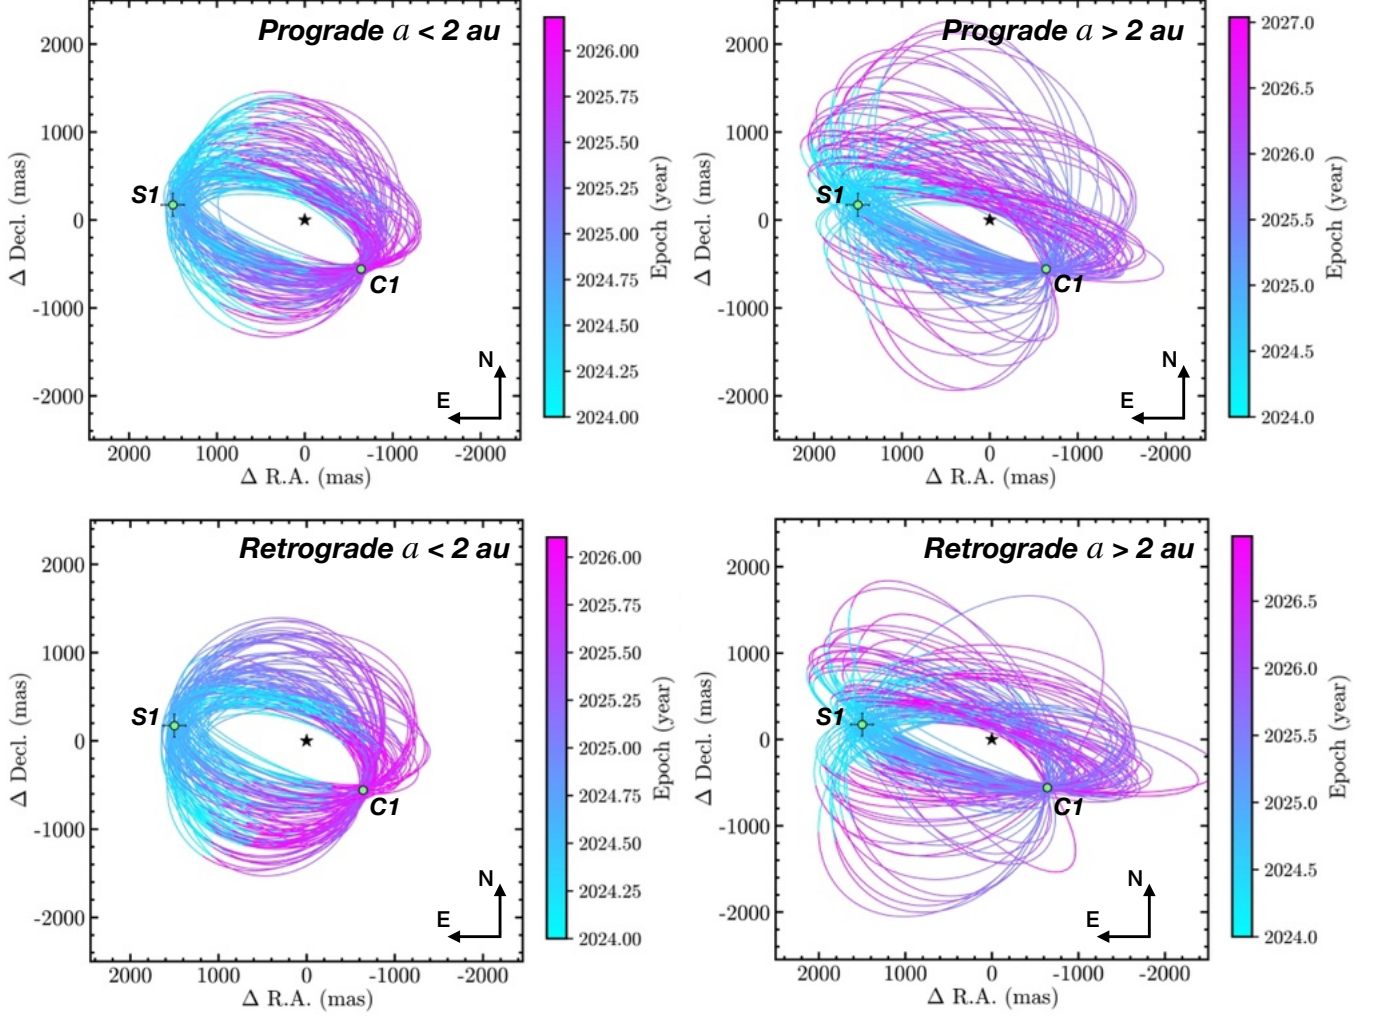 Prograde a < 2 au
2000
1000
0
-1000
-2000
2000
1000
0
-1000
-2000
Δ Decl. (mas)
Δ R.A. (mas)
S1
C1
N
E
2026.00
2025.75
2025.50
2025.25
2025.00
2024.75
2024.50
2024.25
2024.00
Epoch (year)
Prograde a > 2 au
2000
1000
0
-1000
-2000
2000
1000
0
-1000
-2000
Δ Decl. (mas)
Δ R.A. (mas)
S1
C1
N
E
2027.0
2026.5
2026.0
2025.5
2025.0
2024.5
2024.0
Epoch (year)
Retrograde a < 2 au
2000
1000
0
-1000
-2000
2000
1000
0
-1000
-2000
Δ Decl. (mas)
Δ R.A. (mas)
S1
C1
N
E
2026.00
2025.75
2025.50
2025.25
2025.00
2024.75
2024.50
2024.25
2024.00
Epoch (year)
Retrograde a > 2 au
2000
1000
0
-1000
-2000
2000
1000
0
-1000
-2000
Δ Decl. (mas)
Δ R.A. (mas)
S1
C1
N
E
2026.5
2026.0
2025.5
2025.0
2024.5
2024.0
Epoch (year)